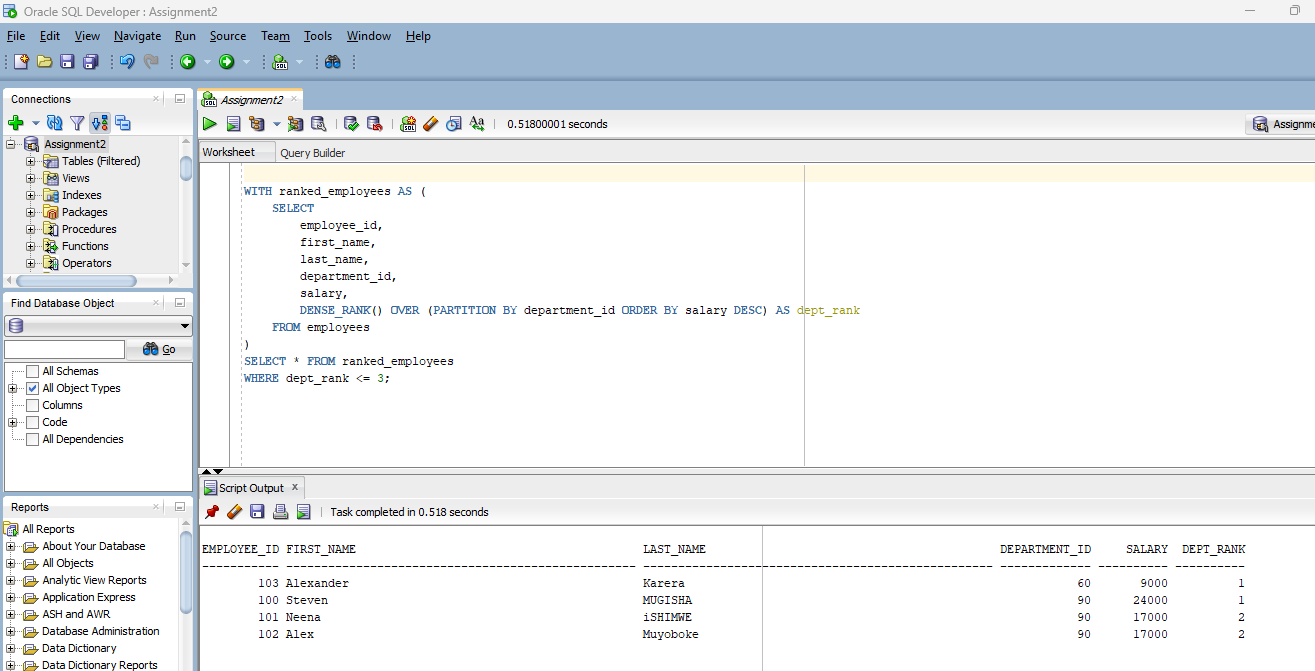 Oracle SQL Developer : Assignment2
File Edit View Navigate Run Source Team Tools Window Help
Connections
Assignment2
Tables (Filtered)
Views
Indexes
Packages
Procedures
Functions
Operators
Find Database Object
Go
All Schemas
All Object Types
Columns
Code
All Dependencies
Reports
All Reports
About Your Database
All Objects
Analytic View Reports
Application Express
ASH and AWR
Database Administration
Data Dictionary
Data Dictionary Reports
Assignment2
0.51800001 seconds
Worksheet Query Builder
WITH ranked_employees AS (
SELECT
employee_id,
first_name,
last_name,
department_id,
salary,
DENSE_RANK() OVER (PARTITION BY department_id ORDER BY salary DESC) AS dept_rank
FROM employees
)
SELECT * FROM ranked_employees
WHERE dept_rank <= 3;
Script Output
Task completed in 0.518 seconds
EMPLOYEE_ID FIRST_NAME LAST_NAME DEPARTMENT_ID SALARY DEPT_RANK
103 Alexander Karera 60 9000 1
100 Steven MUGISHA 90 24000 1
101 Neena iSHIMWE 90 17000 2
102 Alex Muyoboke 90 17000 2